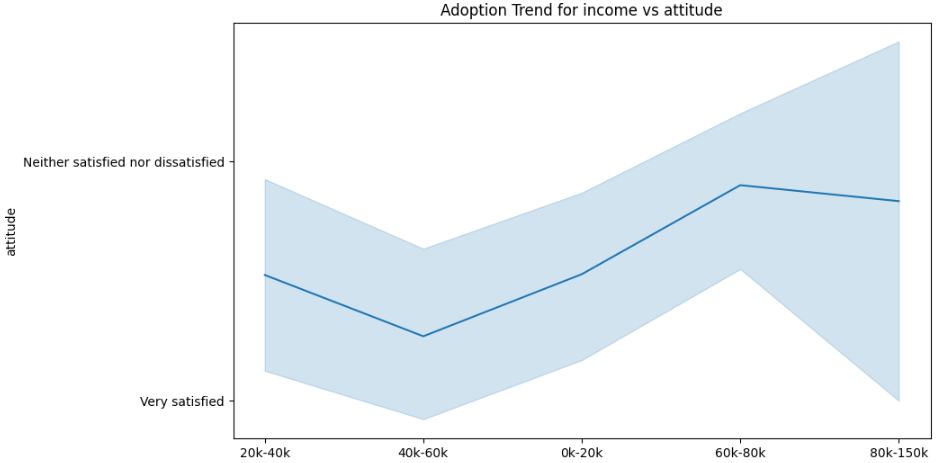 Adoption Trend for income vs attitude
attitude
Neither satisfied nor dissatisfied
Very satisfied
20k-40k
40k-60k
0k-20k
60k-80k
80k-150k